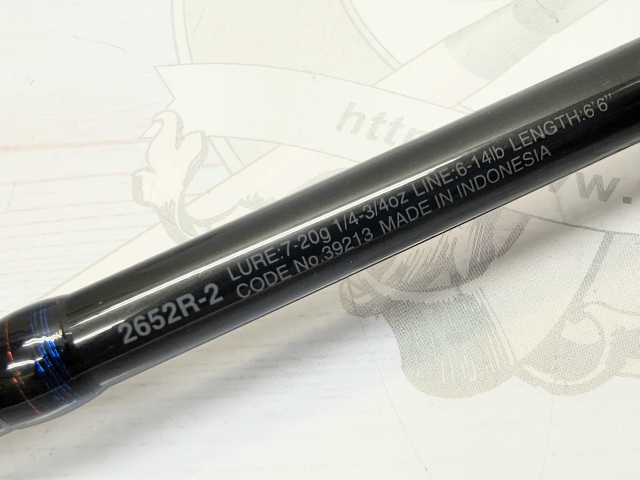 2652R-2
LURE:7-20g 1/4-3/4oz LINE:6-14lb LENGTH:6'6"
CODE No.39213 MADE IN INDONESIA
http
w.